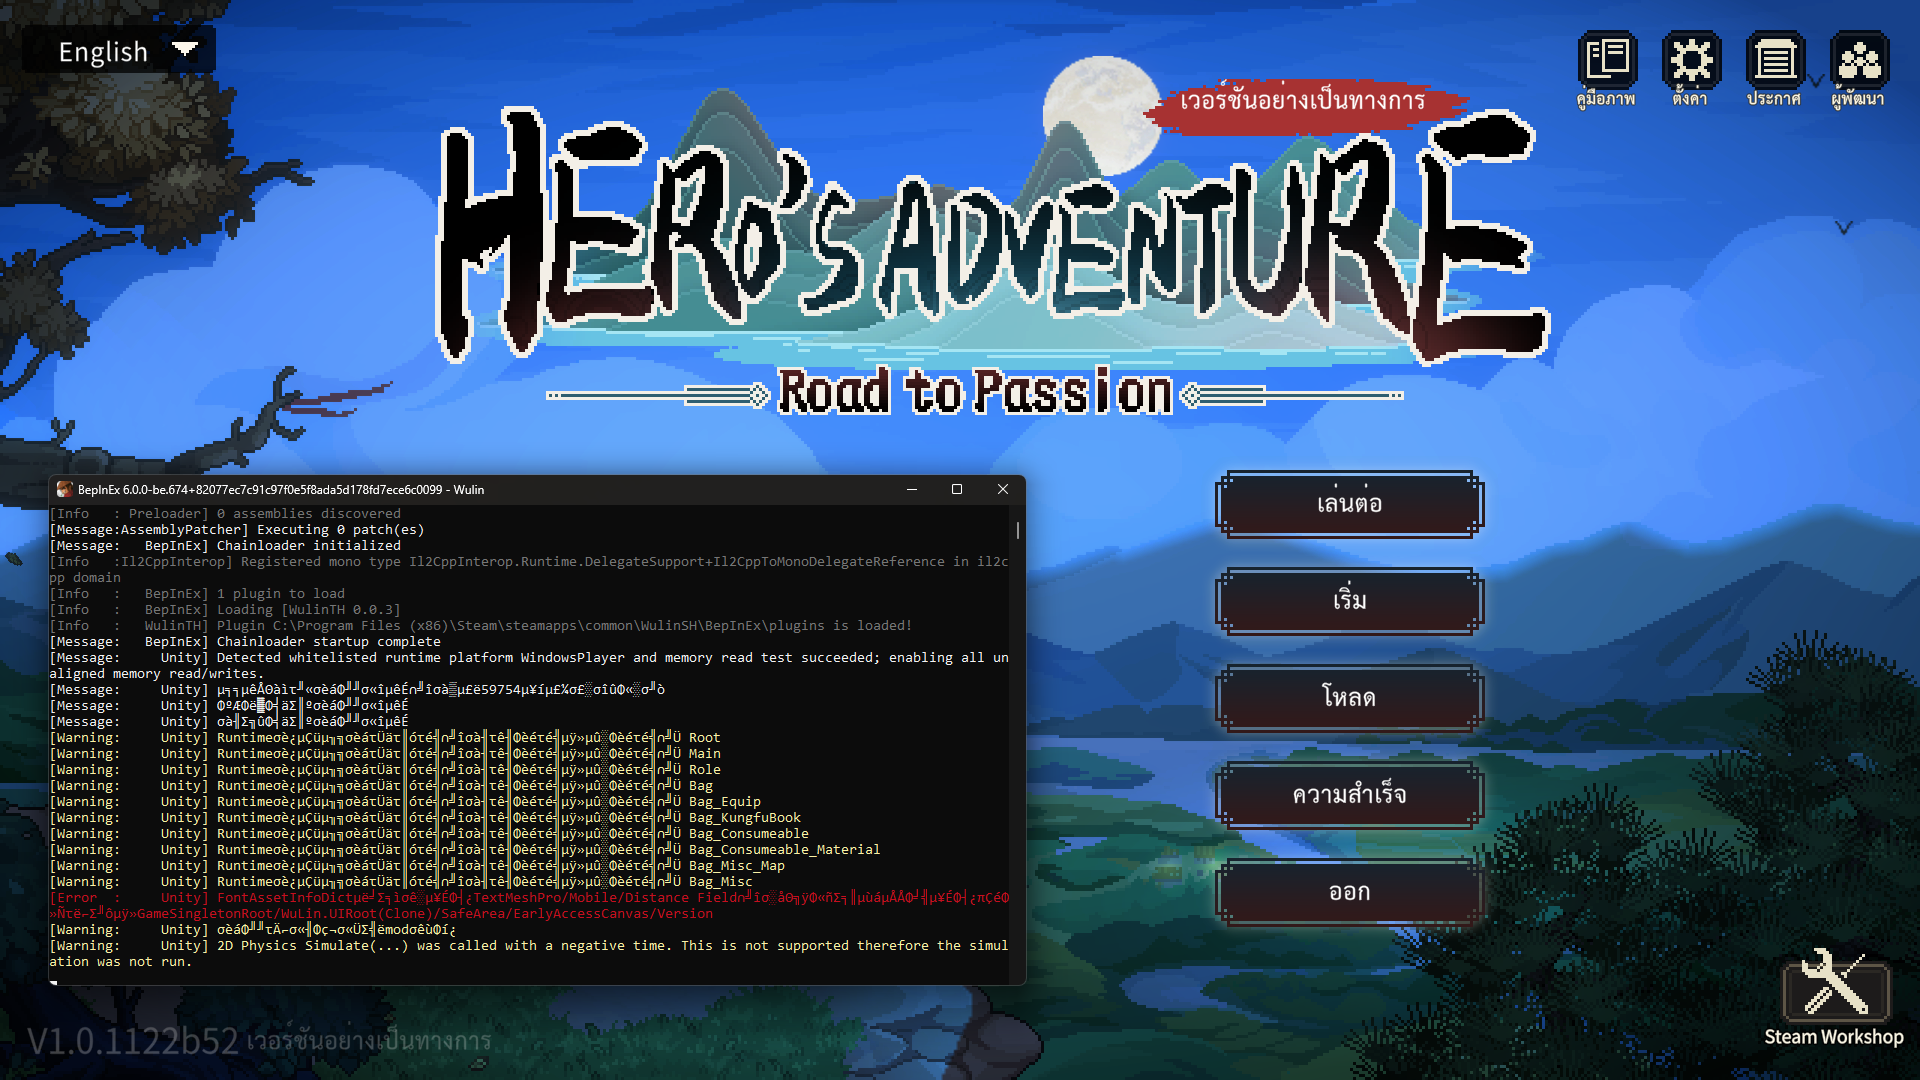 English
คู่มือภาพ
ตั้งค่า
ประกาศ
ผู้พัฒนา
เวอร์ชันอย่างเป็นทางการ
HERO'S ADVENTURE
Road to Passion
เล่นต่อ
เริ่ม
โหลด
ความสำเร็จ
ออก
Steam Workshop
V1.0.1122b52 เวอร์ชันอย่างเป็นทางการ
BepInEx 6.0.0-be.674+82077ec7c91c97f0e5f8ada5d178fd7ece6c0099 - Wulin
[Info   : Preloader] 0 assemblies discovered
[Message:AssemblyPatcher] Executing 0 patch(es)
[Message:   BepInEx] Chainloader initialized
[Info   :Il2CppInterop] Registered mono type Il2CppInterop.Runtime.DelegateSupport+Il2CppToMonoDelegateReference in il2c
pp domain
[Info   :   BepInEx] 1 plugin to load
[Info   :   BepInEx] Loading [WulinTH 0.0.3]
[Info   :   WulinTH] Plugin C:\Program Files (x86)\Steam\steamapps\common\WulinSH\BepInEx\plugins is loaded!
[Message:   BepInEx] Chainloader startup complete
[Message:     Unity] Detected whitelisted runtime platform WindowsPlayer and memory read test succeeded; enabling all un
aligned memory read/writes.
[Message:     Unity]
[Message:     Unity]
[Message:     Unity]
[Warning:     Unity] Root
[Warning:     Unity] Main
[Warning:     Unity] Role
[Warning:     Unity] Bag
[Warning:     Unity] Bag_Equip
[Warning:     Unity] Bag_KungfuBook
[Warning:     Unity] Bag_Consumeable
[Warning:     Unity] Bag_Consumeable_Material
[Warning:     Unity] Bag_Misc_Map
[Warning:     Unity] Bag_Misc
[Error  :     Unity] TextMeshPro/Mobile/Distance
GameSingletonRoot/WuLin.UIRoot(Clone)/SafeArea/EarlyAccessCanvas/Version
[Warning:     Unity]
[Warning:     Unity] 2D Physics Simulate(...) was called with a negative time. This is not supported therefore the simul
ation was not run.